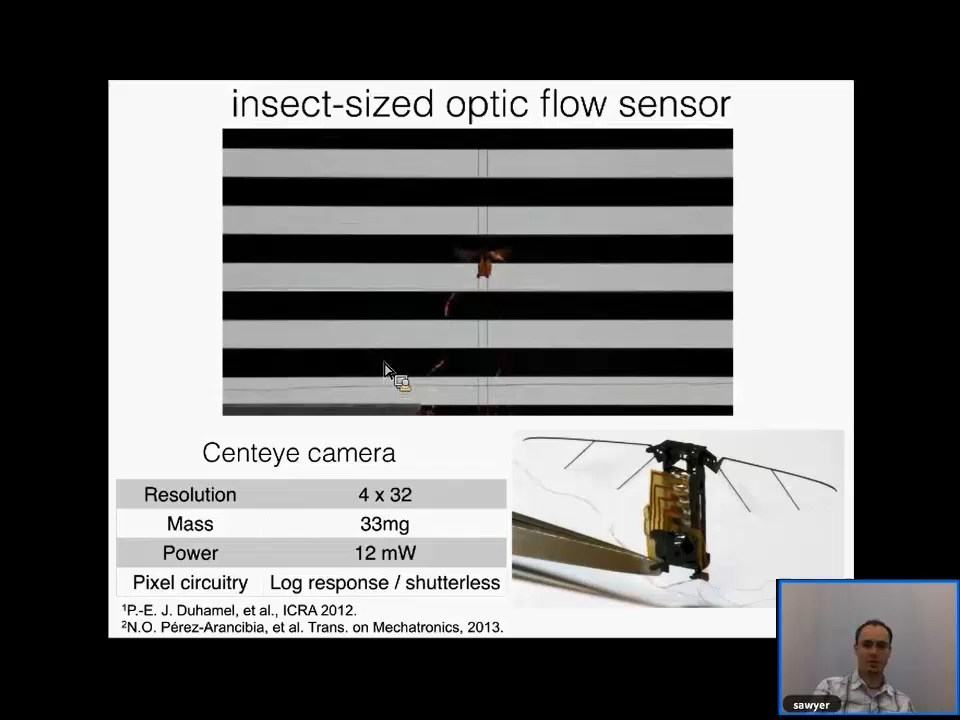 insect-sized optic flow sensor
Centeye camera
Resolution 4 x 32
Mass 33mg
Power 12 mW
Pixel circuitry Log response / shutterless
¹P.-E. J. Duhamel, et al., ICRA 2012.
²N.O. Pérez-Arancibia, et al. Trans. on Mechatronics, 2013.
sawyer